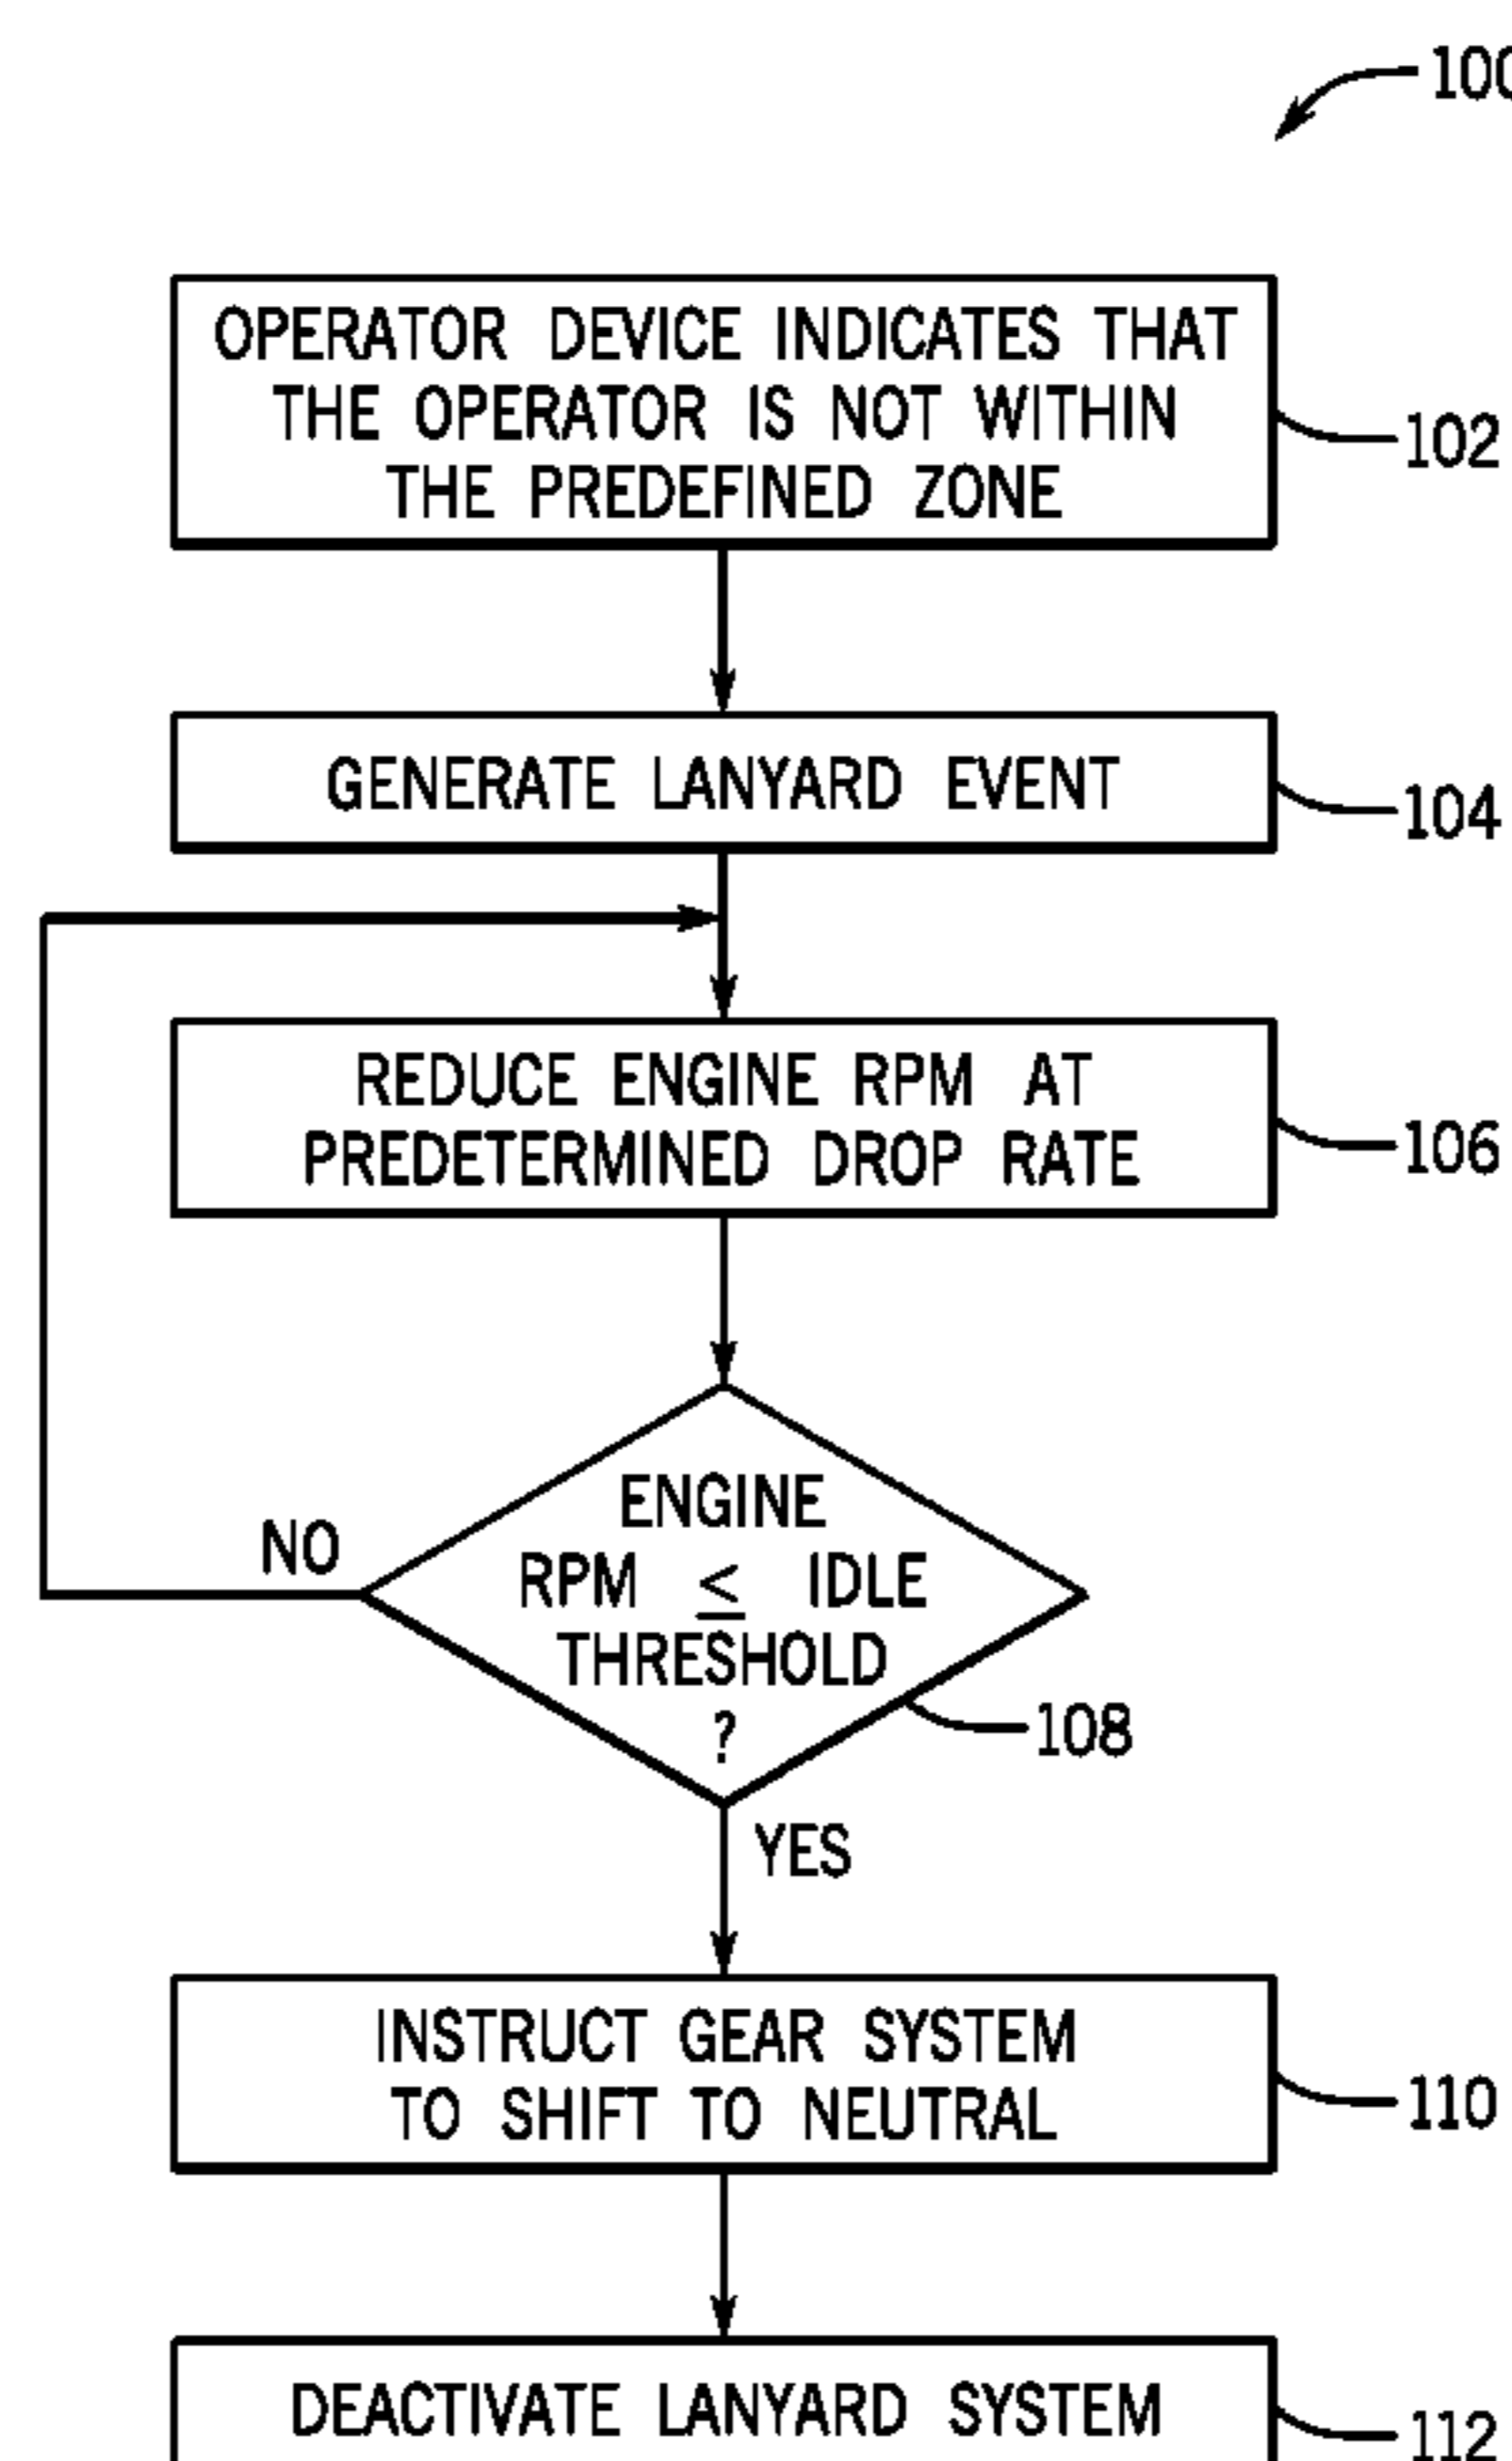 100
OPERATOR DEVICE INDICATES THAT
THE OPERATOR IS NOT WITHIN
THE PREDEFINED ZONE
102
GENERATE LANYARD EVENT
104
REDUCE ENGINE RPM AT
PREDETERMINED DROP RATE
106
ENGINE
RPM ≤ IDLE
THRESHOLD
?
NO
108
YES
INSTRUCT GEAR SYSTEM
TO SHIFT TO NEUTRAL
110
DEACTIVATE LANYARD SYSTEM
112